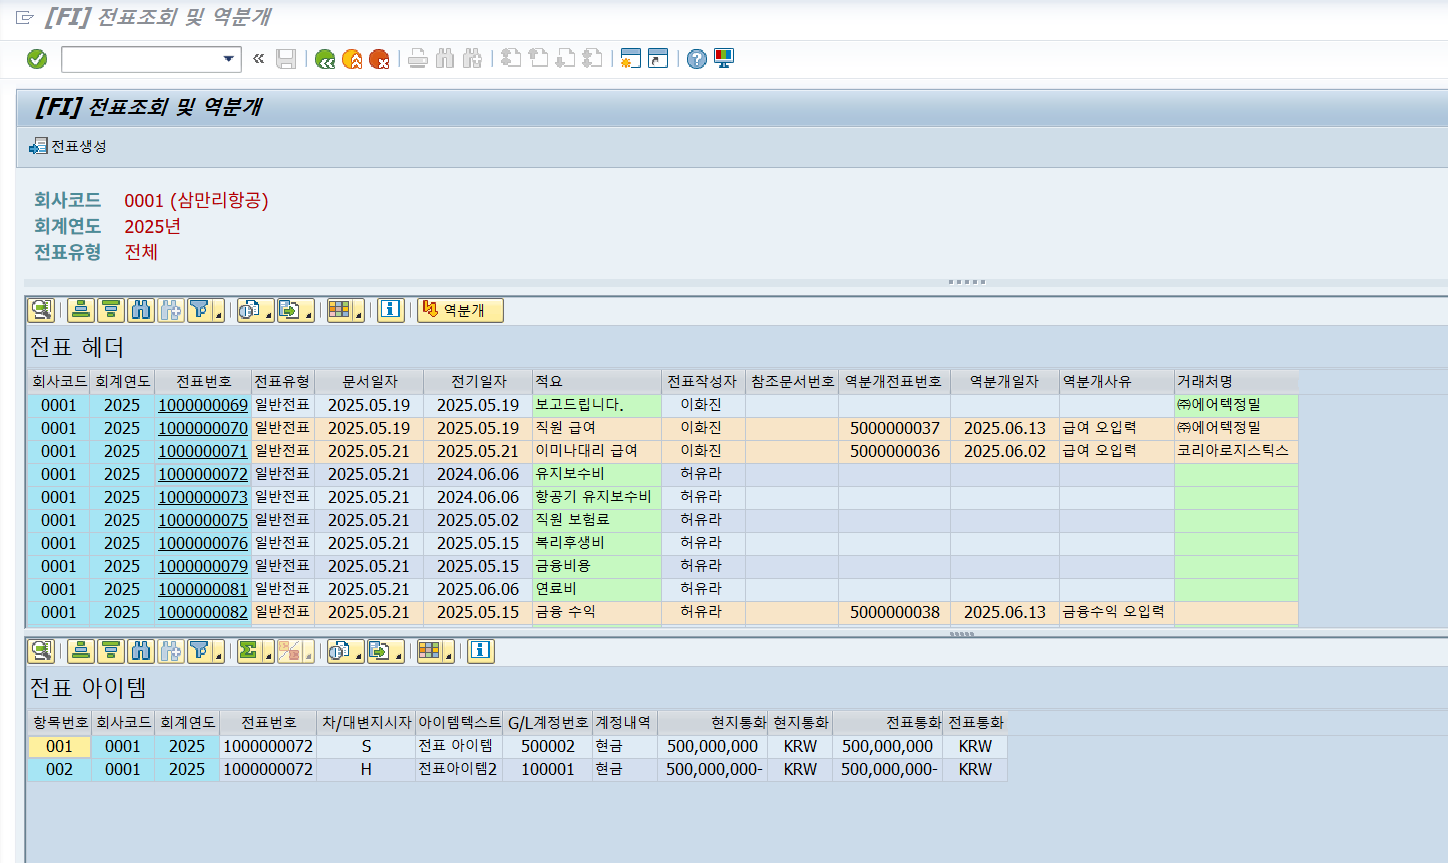 [FI] 전표조회 및 역분개
[FI] 전표조회 및 역분개
전표생성
회사코드 0001 (삼만리항공)
회계연도 2025년
전표유형 전체
역분개
전표 헤더
회사코드 회계연도 전표번호 전표유형 문서일자 전기일자 적요 전표작성자 참조문서번호 역분개전표번호 역분개일자 역분개사유 거래처명
0001 2025 1000000069 일반전표 2025.05.19 2025.05.19 보고드립니다. 이화진 ㈜에어텍정밀
0001 2025 1000000070 일반전표 2025.05.19 2025.05.19 직원 급여 이화진 5000000037 2025.06.13 급여 오입력 ㈜에어텍정밀
0001 2025 1000000071 일반전표 2025.05.21 2025.05.21 이미나대리 급여 이화진 5000000036 2025.06.02 급여 오입력 코리아로지스틱스
0001 2025 1000000072 일반전표 2025.05.21 2024.06.06 유지보수비 허유라
0001 2025 1000000073 일반전표 2025.05.21 2024.06.06 항공기 유지보수비 허유라
0001 2025 1000000075 일반전표 2025.05.21 2025.05.02 직원 보험료 허유라
0001 2025 1000000076 일반전표 2025.05.21 2025.05.15 복리후생비 허유라
0001 2025 1000000079 일반전표 2025.05.21 2025.05.15 금융비용 허유라
0001 2025 1000000081 일반전표 2025.05.21 2025.06.06 연료비 허유라
0001 2025 1000000082 일반전표 2025.05.21 2025.05.15 금융 수익 허유라 5000000038 2025.06.13 금융수익 오입력
전표 아이템
항목번호 회사코드 회계연도 전표번호 차/대변지시자 아이템텍스트 G/L계정번호 계정내역 현지통화 현지통화 전표통화 전표통화
001 0001 2025 1000000072 S 전표 아이템 500002 현금 500,000,000 KRW 500,000,000 KRW
002 0001 2025 1000000072 H 전표아이템2 100001 현금 500,000,000- KRW 500,000,000- KRW